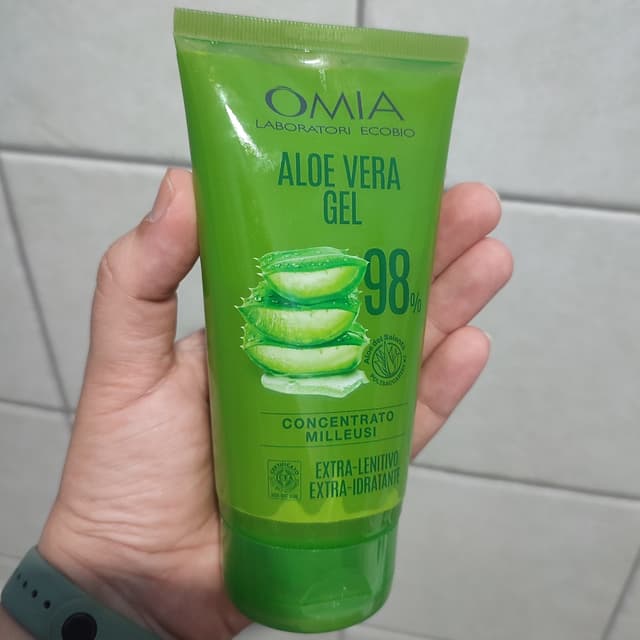 OMIA
LABORATORI ECOBIO
ALOE VERA
GEL
98%
CONCENTRATO
MILLEUSI
EXTRA-LENITIVO
EXTRA-IDRATANTE